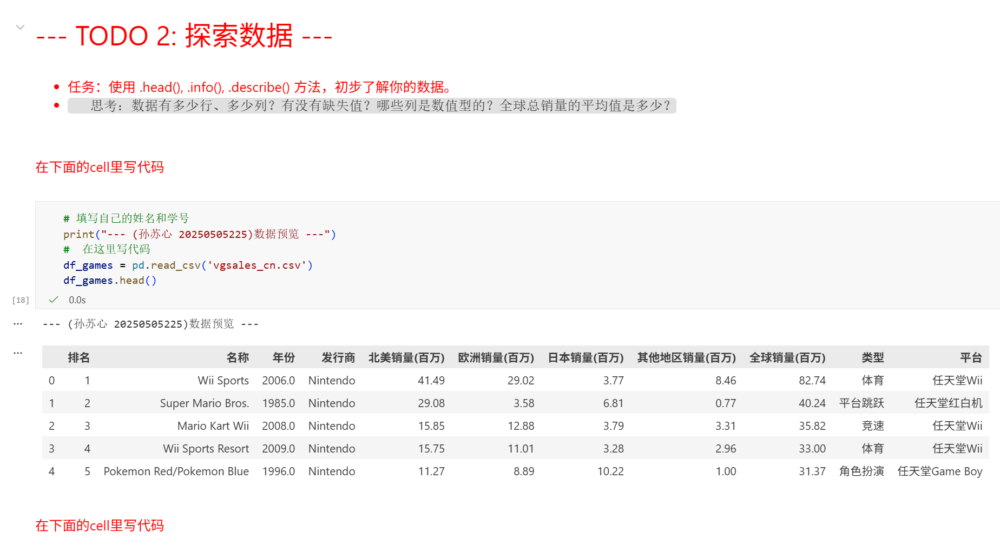 --- TODO 2: 探索数据 ---
• 任务：使用 .head(), .info(), .describe() 方法，初步了解你的数据。
• 思考：数据有多少行、多少列？有没有缺失值？哪些列是数值型的？全球总销量的平均值是多少？
在下面的cell里写代码
# 填写自己的姓名和学号
print("--- (孙苏心 20250505225)数据预览 ---")
#  在这里写代码
df_games = pd.read_csv('vgsales_cn.csv')
df_games.head()
[18] 0.0s
--- (孙苏心 20250505225)数据预览 ---
排名 名称 年份 发行商 北美销量(百万) 欧洲销量(百万) 日本销量(百万) 其他地区销量(百万) 全球销量(百万) 类型 平台
0 1 Wii Sports 2006.0 Nintendo 41.49 29.02 3.77 8.46 82.74 体育 任天堂Wii
1 2 Super Mario Bros. 1985.0 Nintendo 29.08 3.58 6.81 0.77 40.24 平台跳跃 任天堂红白机
2 3 Mario Kart Wii 2008.0 Nintendo 15.85 12.88 3.79 3.31 35.82 竞速 任天堂Wii
3 4 Wii Sports Resort 2009.0 Nintendo 15.75 11.01 3.28 2.96 33.00 体育 任天堂Wii
4 5 Pokemon Red/Pokemon Blue 1996.0 Nintendo 11.27 8.89 10.22 1.00 31.37 角色扮演 任天堂Game Boy
在下面的cell里写代码